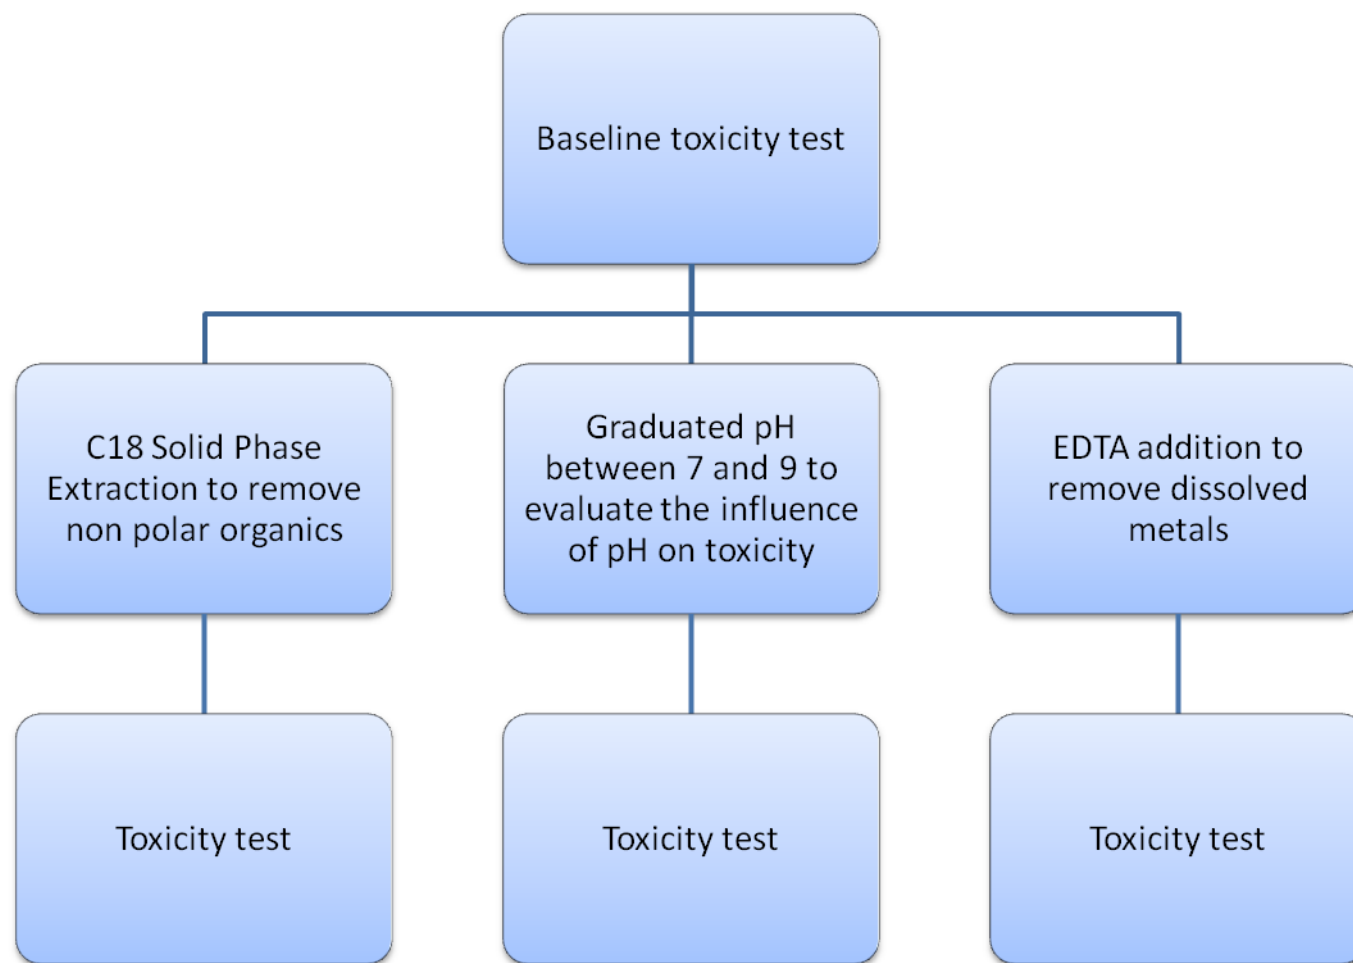 Baseline toxicity test
C18 Solid Phase
Extraction to remove
non polar organics
Graduated pH
between 7 and 9 to
evaluate the influence
of pH on toxicity
EDTA addition to
remove dissolved
metals
Toxicity test
Toxicity test
Toxicity test